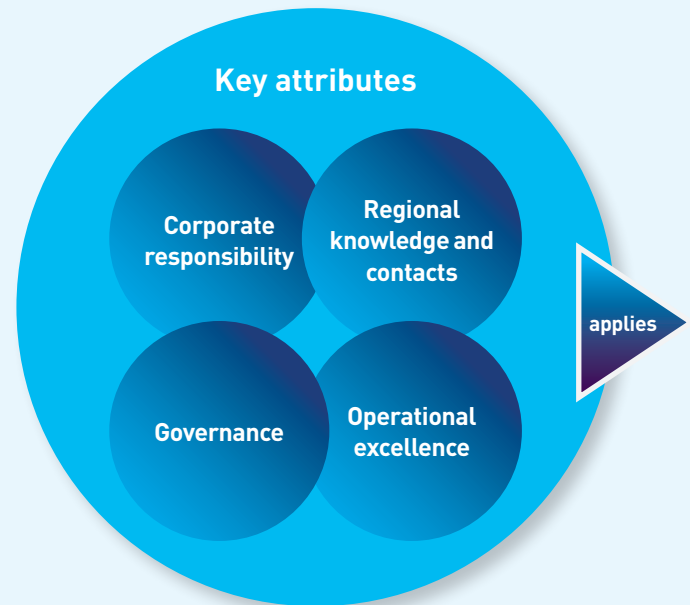 Key attributes
Corporate
responsibility
Regional
knowledge and
contacts
applies
Governance
Operational
excellence